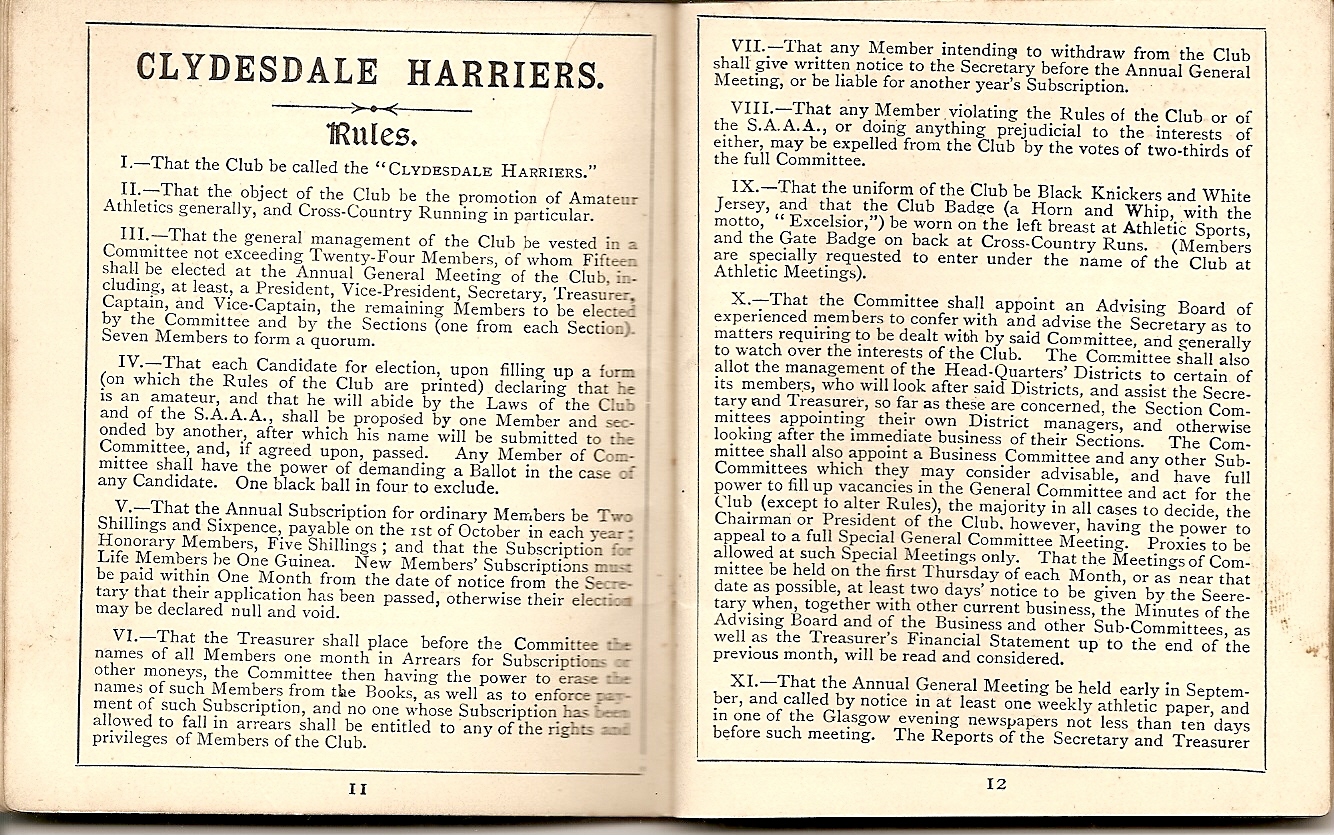 CLYDESDALE HARRIERS.
Rules.
I.—That the Club be called the "CLYDESDALE HARRIERS."
II.—That the object of the Club be the promotion of Amateur
Athletics generally, and Cross-Country Running in particular.
III.—That the general management of the Club be vested in a
Committee not exceeding Twenty-Four Members, of whom Fifteen
shall be elected at the Annual General Meeting of the Club, in-
cluding, at least, a President, Vice-President, Secretary, Treasurer,
Captain, and Vice-Captain, the remaining Members to be elected
by the Committee and by the Sections (one from each Section).
Seven Members to form a quorum.
IV.—That each Candidate for election, upon filling up a form
(on which the Rules of the Club are printed) declaring that he
is an amateur, and that he will abide by the Laws of the Club
and of the S.A.A.A., shall be proposed by one Member and sec-
onded by another, after which his name will be submitted to the
Committee, and, if agreed upon, passed. Any Member of Com-
mittee shall have the power of demanding a Ballot in the case of
any Candidate. One black ball in four to exclude.
V.—That the Annual Subscription for ordinary Members be Two
Shillings and Sixpence, payable on the 1st of October in each year;
Honorary Members, Five Shillings; and that the Subscription for
Life Members be One Guinea. New Members' Subscriptions must
be paid within One Month from the date of notice from the Secre-
tary that their application has been passed, otherwise their election
may be declared null and void.
VI.—That the Treasurer shall place before the Committee the
names of all Members one month in Arrears for Subscriptions or
other moneys, the Committee then having the power to erase the
names of such Members from the Books, as well as to enforce pay-
ment of such Subscription, and no one whose Subscription has been
allowed to fall in arrears shall be entitled to any of the rights and
privileges of Members of the Club.
11
VII.—That any Member intending to withdraw from the Club
shall give written notice to the Secretary before the Annual General
Meeting, or be liable for another year's Subscription.
VIII.—That any Member violating the Rules of the Club or of
the S.A.A.A., or doing anything prejudicial to the interests of
either, may be expelled from the Club by the votes of two-thirds of
the full Committee.
IX.—That the uniform of the Club be Black Knickers and White
Jersey, and that the Club Badge (a Horn and Whip, with the
motto, "Excelsior,") be worn on the left breast at Athletic Sports,
and the Gate Badge on back at Cross-Country Runs. (Members
are specially requested to enter under the name of the Club at
Athletic Meetings).
X.—That the Committee shall appoint an Advising Board of
experienced members to confer with and advise the Secretary as to
matters requiring to be dealt with by said Committee, and generally
to watch over the interests of the Club. The Committee shall also
allot the management of the Head-Quarters' Districts to certain of
its members, who will look after said Districts, and assist the Secre-
tary and Treasurer, so far as these are concerned, the Section Com-
mittees appointing their own District managers, and otherwise
looking after the immediate business of their Sections. The Com-
mittee shall also appoint a Business Committee and any other Sub-
Committees which they may consider advisable, and have full
power to fill up vacancies in the General Committee and act for the
Club (except to alter Rules), the majority in all cases to decide, the
Chairman or President of the Club, however, having the power to
appeal to a full Special General Committee Meeting. Proxies to be
allowed at such Special Meetings only. That the Meetings of Com-
mittee be held on the first Thursday of each Month, or as near that
date as possible, at least two days' notice to be given by the Seere-
tary when, together with other current business, the Minutes of the
Advising Board and of the Business and other Sub-Committees, as
well as the Treasurer's Financial Statement up to the end of the
previous month, will be read and considered.
XI.—That the Annual General Meeting be held early in Septem-
ber, and called by notice in at least one weekly athletic paper, and
in one of the Glasgow evening newspapers not less than ten days
before such meeting. The Reports of the Secretary and Treasurer
12